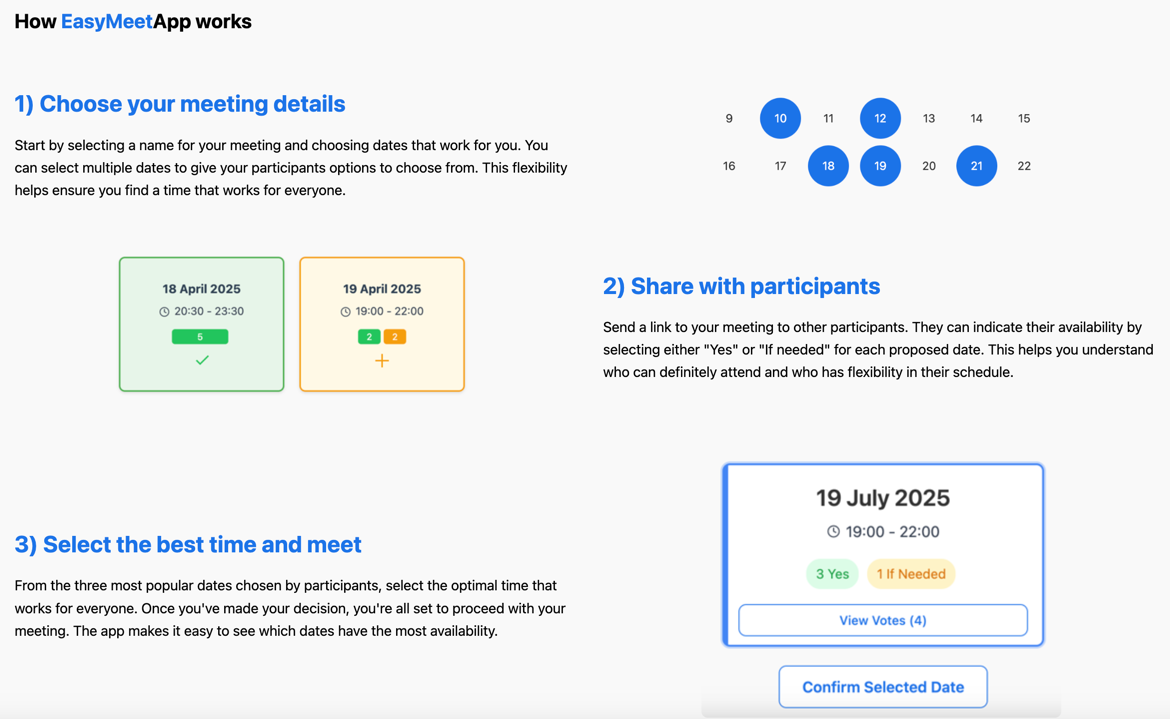 How EasyMeetApp works
1) Choose your meeting details
Start by selecting a name for your meeting and choosing dates that work for you. You
can select multiple dates to give your participants options to choose from. This flexibility
helps ensure you find a time that works for everyone.
9 10 11 12 13 14 15
16 17 18 19 20 21 22
18 April 2025
20:30 - 23:30
5
19 April 2025
19:00 - 22:00
2 2
2) Share with participants
Send a link to your meeting to other participants. They can indicate their availability by
selecting either "Yes" or "If needed" for each proposed date. This helps you understand
who can definitely attend and who has flexibility in their schedule.
3) Select the best time and meet
From the three most popular dates chosen by participants, select the optimal time that
works for everyone. Once you've made your decision, you're all set to proceed with your
meeting. The app makes it easy to see which dates have the most availability.
19 July 2025
19:00 - 22:00
3 Yes 1 If Needed
View Votes (4)
Confirm Selected Date